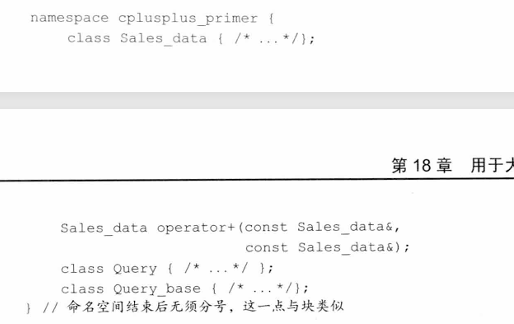 namespace cplusplus_primer {
class Sales_data { /* ...*/};
第 18 章 用于大
Sales_data operator+(const Sales_data&,
const Sales_data&);
class Query { /* ...*/ };
class Query_base { /* ...*/};
} // 命名空间结束后无须分号，这一点与块类似